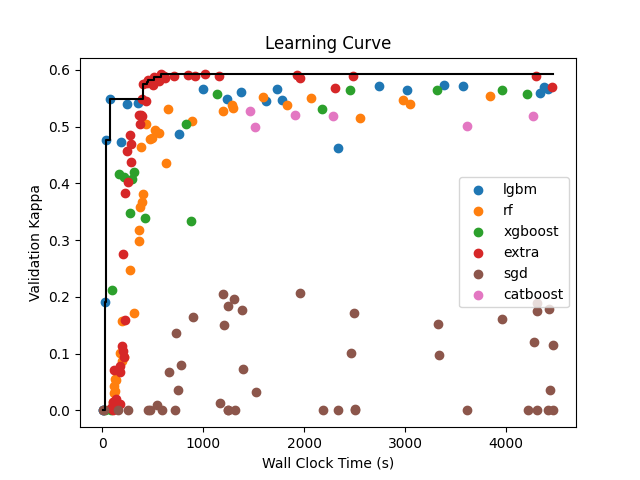 Learning Curve
0.6
0.5
0.4
0.3
0.2
0.1
0.0
Validation Kappa
lgbm
rf
xgboost
extra
sgd
catboost
0 1000 2000 3000 4000
Wall Clock Time (s)